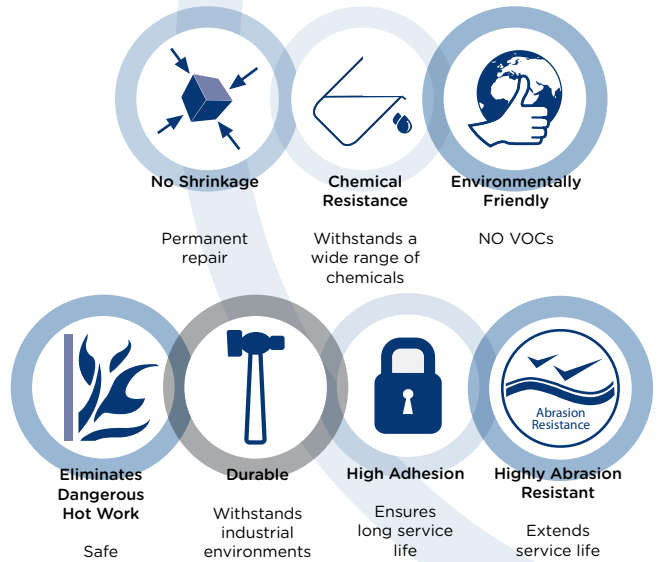 No Shrinkage
Permanent
repair
Chemical
Resistance
Withstands a
wide range of
chemicals
Environmentally
Friendly
NO VOCs
Eliminates
Dangerous
Hot Work
Safe
Durable
Withstands
industrial
environments
High Adhesion
Ensures
long service
life
Abrasion
Resistance
Highly Abrasion
Resistant
Extends
service life